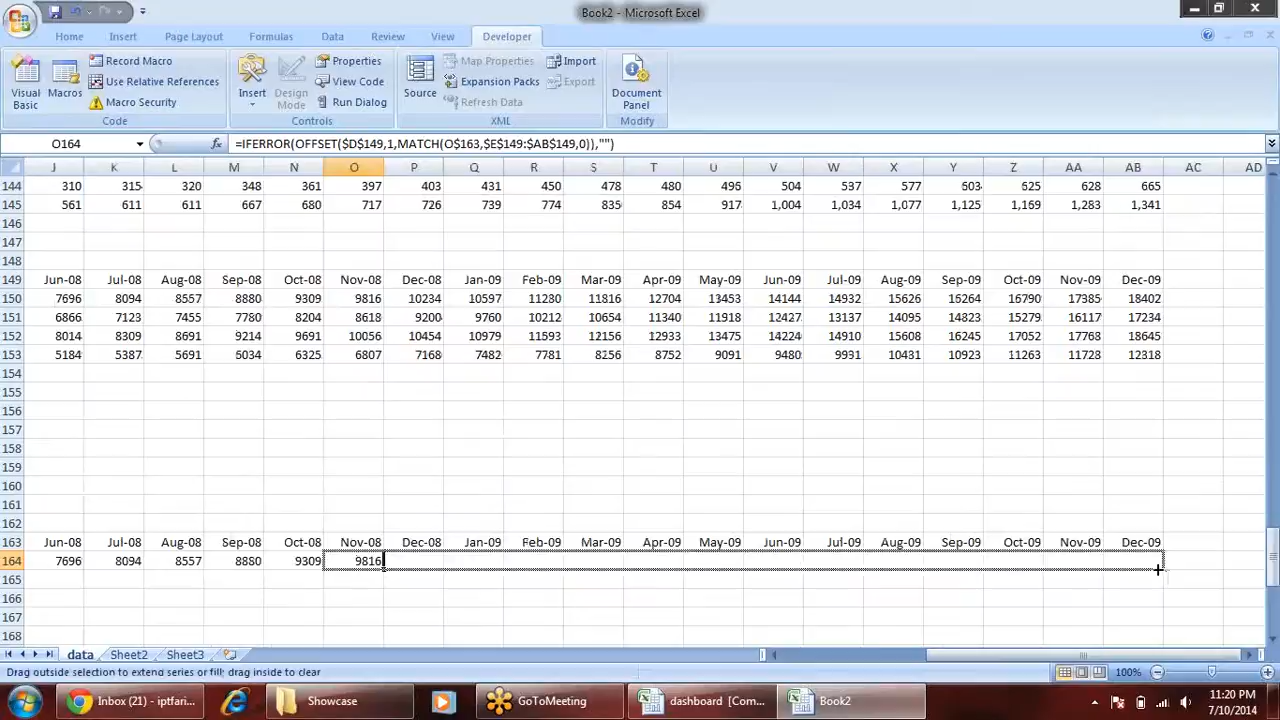 Book2 - Microsoft Excel
Home Insert Page Layout Formulas Data Review View Developer
Visual Basic Macros Record Macro Use Relative References Macro Security
Insert Design Mode Properties View Code Run Dialog
Source Map Properties Expansion Packs Refresh Data Import Export
Document Panel
Code Controls XML Modify
O164 fx =IFERROR(OFFSET($D$149,1,MATCH(O$163,$E$149:$AB$149,0)),"")
J K L M N O P Q R S T U V W X Y Z AA AB AC AD
144 310 315 320 348 361 397 403 431 450 478 480 496 504 537 577 603 625 628 665
145 561 611 611 667 680 717 726 739 774 835 854 917 1,004 1,034 1,077 1,125 1,169 1,283 1,341
146
147
148
149 Jun-08 Jul-08 Aug-08 Sep-08 Oct-08 Nov-08 Dec-08 Jan-09 Feb-09 Mar-09 Apr-09 May-09 Jun-09 Jul-09 Aug-09 Sep-09 Oct-09 Nov-09 Dec-09
150 7696 8094 8557 8880 9309 9816 10234 10597 11280 11816 12704 13453 14144 14932 15626 15264 16790 17385 18402
151 6866 7123 7455 7780 8204 8618 9200 9760 10212 10654 11340 11918 12427 13137 14095 14823 15279 16117 17234
152 8014 8309 8691 9214 9691 10056 10454 10979 11593 12156 12933 13475 14224 14910 15608 16245 17052 17768 18645
153 5184 5387 5691 6034 6325 6807 7168 7482 7781 8256 8752 9091 9480 9931 10431 10923 11263 11728 12318
154
155
156
157
158
159
160
161
162
163 Jun-08 Jul-08 Aug-08 Sep-08 Oct-08 Nov-08 Dec-08 Jan-09 Feb-09 Mar-09 Apr-09 May-09 Jun-09 Jul-09 Aug-09 Sep-09 Oct-09 Nov-09 Dec-09
164 7696 8094 8557 8880 9309 9816
165
166
167
168
data Sheet2 Sheet3
Drag outside selection to extend series or fill; drag inside to clear 100%
Inbox (21) - iptfari... Showcase GoToMeeting dashboard [Com... Book2 11:20 PM
7/10/2014